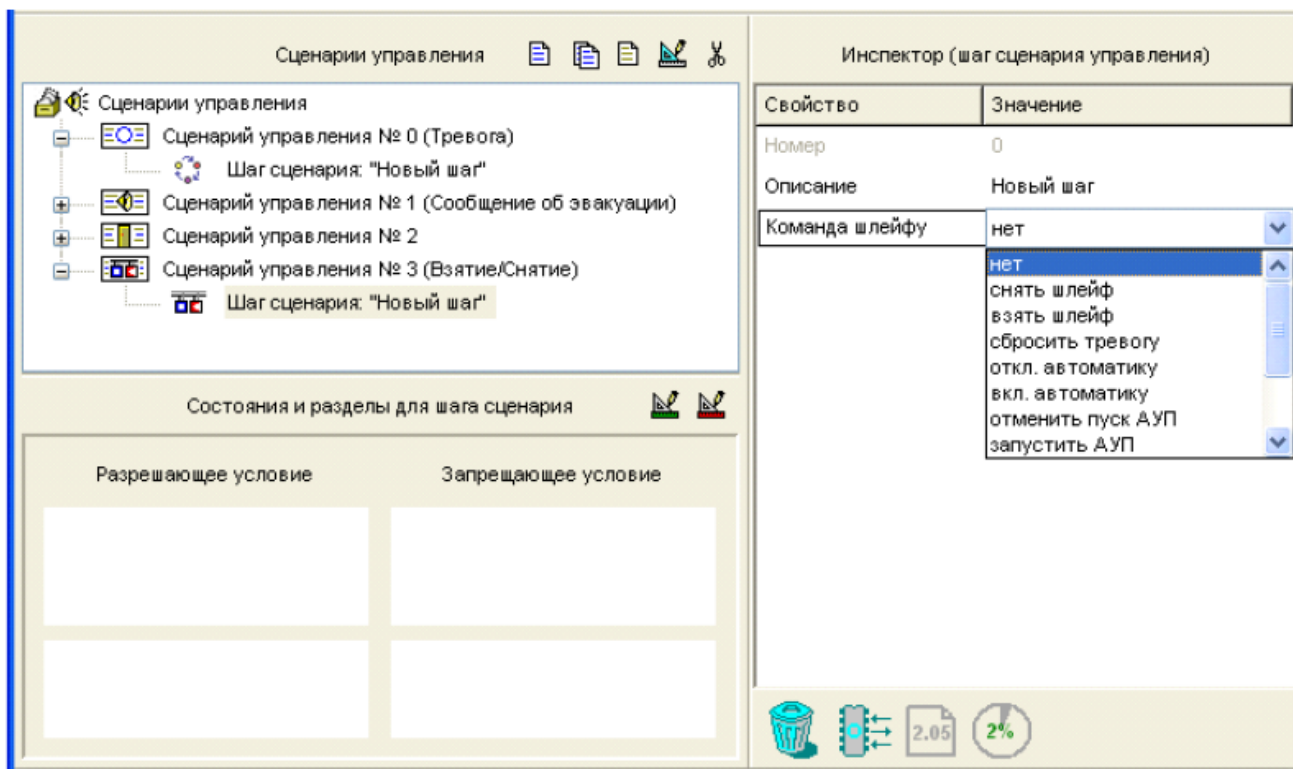 Сценарии управления
Сценарии управления
Сценарий управления № 0 (Тревога)
Шаг сценария: "Новый шаг"
Сценарий управления № 1 (Сообщение об эвакуации)
Сценарий управления № 2
Сценарий управления № 3 (Взятие/Снятие)
Шаг сценария: "Новый шаг"
Состояния и разделы для шага сценария
Разрешающее условие Запрещающее условие
Инспектор (шаг сценария управления)
Свойство Значение
Номер 0
Описание Новый шаг
Команда шлейфу нет
нет
снять шлейф
взять шлейф
сбросить тревогу
откл. автоматику
вкл. автоматику
отменить пуск АУП
запустить АУП
2.05 2%